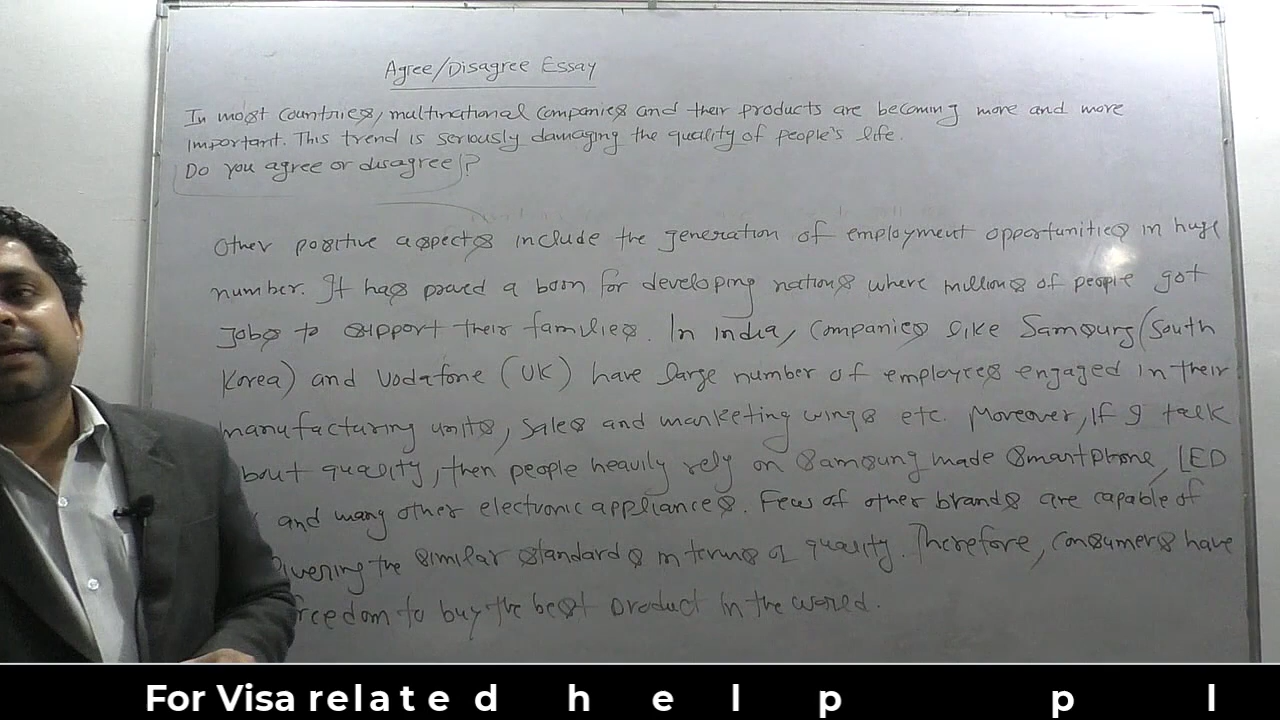 Agree/Disagree Essay
In most countries, multinational companies and their products are becoming more and more
important. This trend is seriously damaging the quality of people's life.
Do you agree or disagree?
Other positive aspects include the generation of employment opportunities in huge
number. It has proved a boon for developing nations where millions of people got
Jobs to support their families. In India, companies like Samsung (South
Korea) and Vodafone (UK) have large number of employees engaged in their
manufacturing units, sales and marketing wings etc. Moreover, if I talk
bout quality, then people heavily rely on Samsung made Smartphone, LED
and many other electronic appliances. Few of other brands are capable of
the similar standards in terms of quality. Therefore, consumers have
freedom to buy the best product in the world.
For Visa related h e l p p l